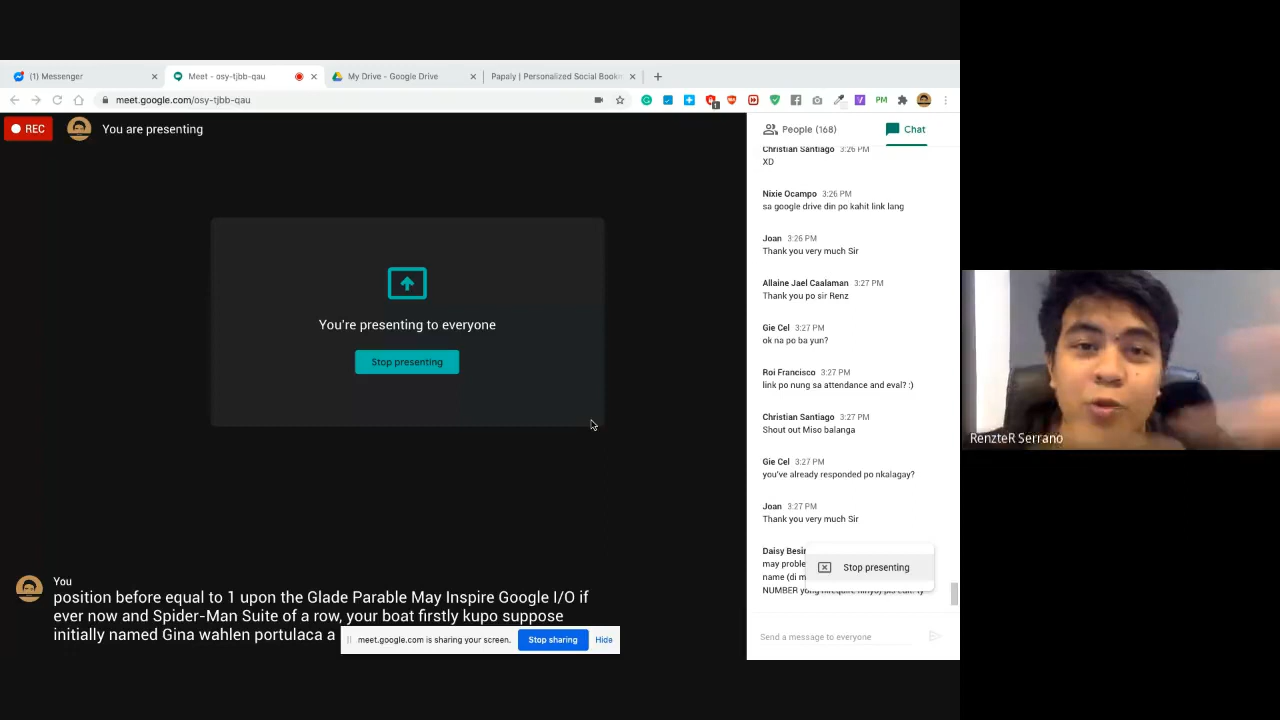 (1) Messenger
Meet - osy-tjbb-qau
My Drive - Google Drive
Papaly | Personalized Social Bookm
meet.google.com/osy-tjbb-qau
PM
REC
You are presenting
People (168)
Chat
You're presenting to everyone
Stop presenting
Christian Santiago 3:26 PM
XD
Nixie Ocampo 3:26 PM
sa google drive din po kahit link lang
Joan 3:26 PM
Thank you very much Sir
Allaine Jael Caalaman 3:27 PM
Thank you po sir Renz
Gie Cel 3:27 PM
ok na po ba yun?
Roi Francisco 3:27 PM
link po nung sa attendance and eval? :)
Christian Santiago 3:27 PM
Shout out Miso balanga
Gie Cel 3:27 PM
you've already responded po nkalagay?
Joan 3:27 PM
Thank you very much Sir
Daisy
may
name (di
NUMBER
Stop presenting
Send a message to everyone
You
position before equal to 1 upon the Glade Parable May Inspire Google I/O if
ever now and Spider-Man Suite of a row, your boat firstly kupo suppose
initially named Gina wahlen portulaca a
meet.google.com is sharing your screen.
Stop sharing
Hide
RenzteR Serrano